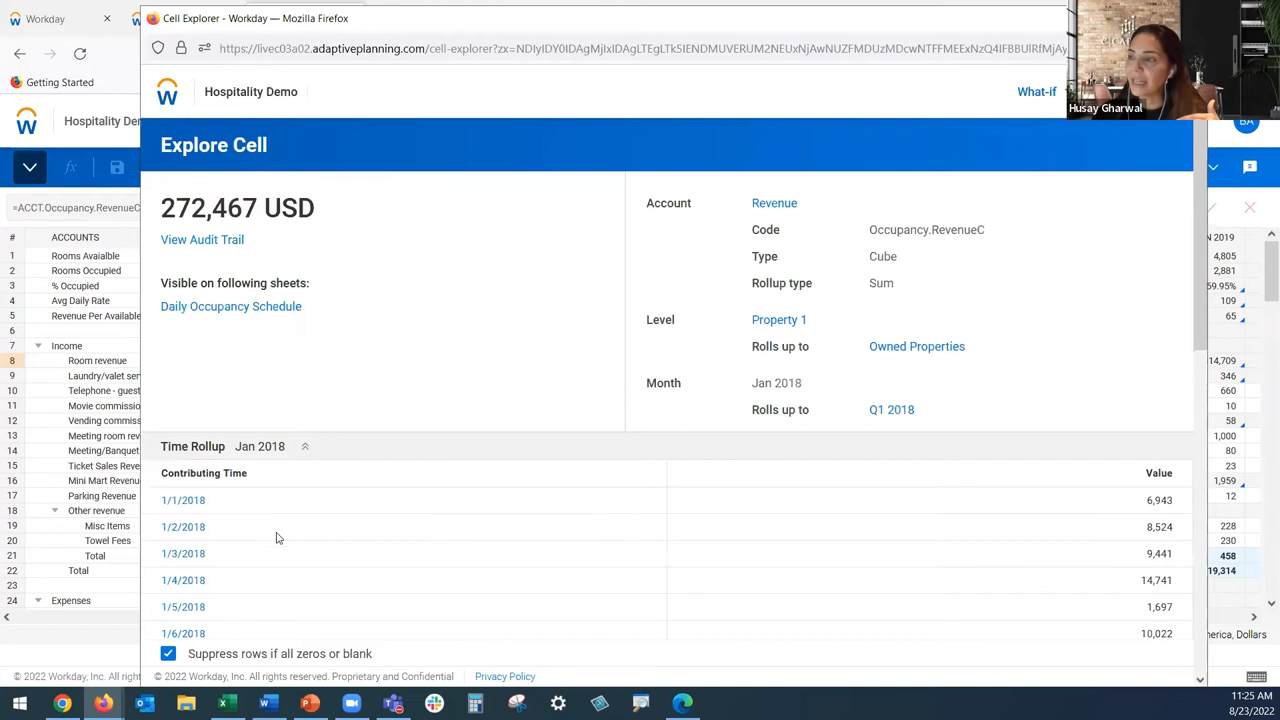 Workday
Cell Explorer - Workday — Mozilla Firefox
https://livec03a02.adaptiveplanning.com/cell-explorer?
Getting Started
Hospitality Demo
What-if
Husay Gharwal
Hospitality Der
BA
Explore Cell
fx
=ACCT.Occupancy.RevenueC
272,467 USD
View Audit Trail
Visible on following sheets:
Daily Occupancy Schedule
Account
Revenue
Code
Occupancy.RevenueC
Type
Cube
Rollup type
Sum
Level
Property 1
Rolls up to
Owned Properties
Month
Jan 2018
Rolls up to
Q1 2018
Time Rollup Jan 2018
Contributing Time
Value
1/1/2018 6,943
1/2/2018 8,524
1/3/2018 9,441
1/4/2018 14,741
1/5/2018 1,697
1/6/2018 10,022
Suppress rows if all zeros or blank
© 2022 Workday, Inc. All rights reserved. Proprietary and Confidential Privacy Policy
# ACCOUNTS
1 Rooms Avaialble
2 Rooms Occupied
3 % Occupied
4 Avg Daily Rate
5 Revenue Per Available
6
7 Income
8 Room revenue
9 Laundry/valet ser
10 Telephone - guest
11 Movie commissio
12 Vending commis
13 Meeting room rev
14 Meeting/Banquet
15 Ticket Sales Reve
16 Mini Mart Revenu
17 Parking Revenue
18 Other revenue
19 Misc Items
20 Towel Fees
21 Total
22 Total
23
24 Expenses
© 2022 Workday, Inc. All right
N 2019
4,805
2,881
59.95%
109
65
14,709
346
660
10
58
1,000
80
23
1,959
12
228
230
458
19,314
nerica, Dollars
11:25 AM
8/23/2022